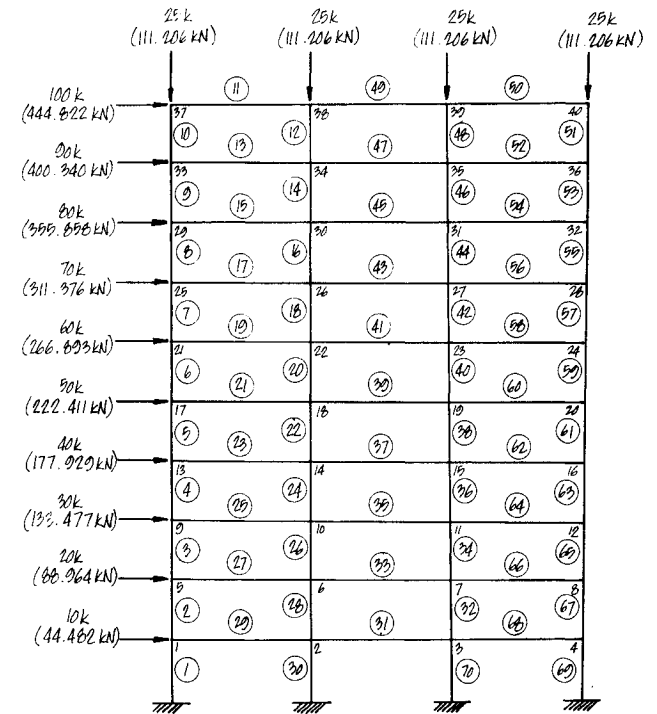 25k 25k 25k 25k
(111.206 KN) (111.206 KN) (111.206 KN) (111.206 KN)
11 49 50
100k
(444.822 KN)
37 38 39 40
10 12 48 51
13 47 52
90k
(400.340 KN)
33 34 35 36
9 14 46 53
15 45 54
80k
(355.858 KN)
29 30 31 32
8 16 44 55
17 43 56
70k
(311.376 KN)
25 26 27 28
7 18 42 57
19 41 58
60k
(266.893KN)
21 22 23 24
6 20 40 59
21 39 60
50k
(222.411 KN)
17 18 19 20
5 22 38 61
23 37 62
40k
(177.929 KN)
13 14 15 16
4 24 36 63
25 35 64
30k
(133.477 KN)
9 10 11 12
3 26 34 65
27 33 66
20k
(88.964 KN)
5 6 7 8
2 28 32 67
29 31 68
10k
(44.482 KN)
1 2 3 4
1 30 70 69